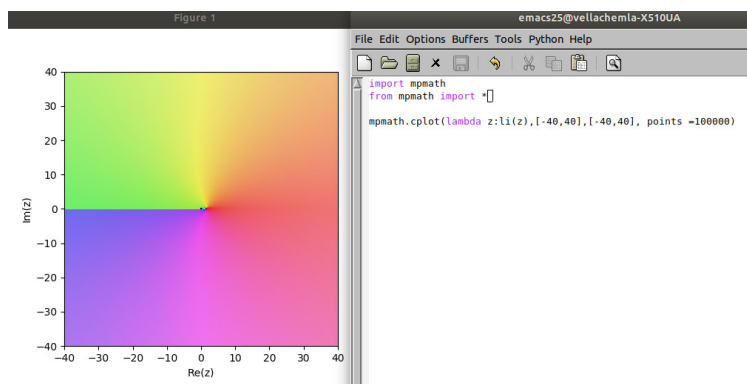 Figure 1
emacs25@vellachemla-X510UA
File Edit Options Buffers Tools Python Help
import mpmath
from mpmath import *
mpmath.cplot(lambda z:li(z),[-40,40],[-40,40], points =100000)
40
30
20
10
0
−10
−20
−30
−40
Im(z)
−40 −30 −20 −10 0 10 20 30 40
Re(z)